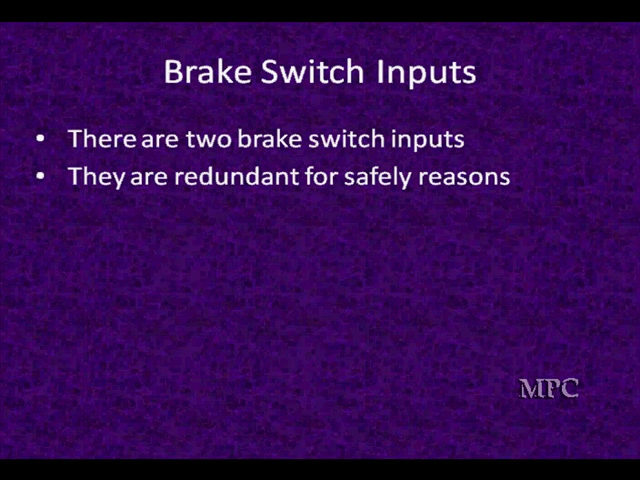 Brake Switch Inputs
• There are two brake switch inputs
• They are redundant for safely reasons
MPC